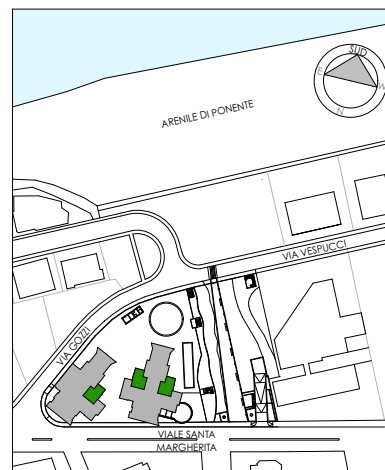 SUD
E
W
N
ARENILE DI PONENTE
VIA VESPUCCI
VIA GOZZI
VIALE SANTA
MARGHERITA